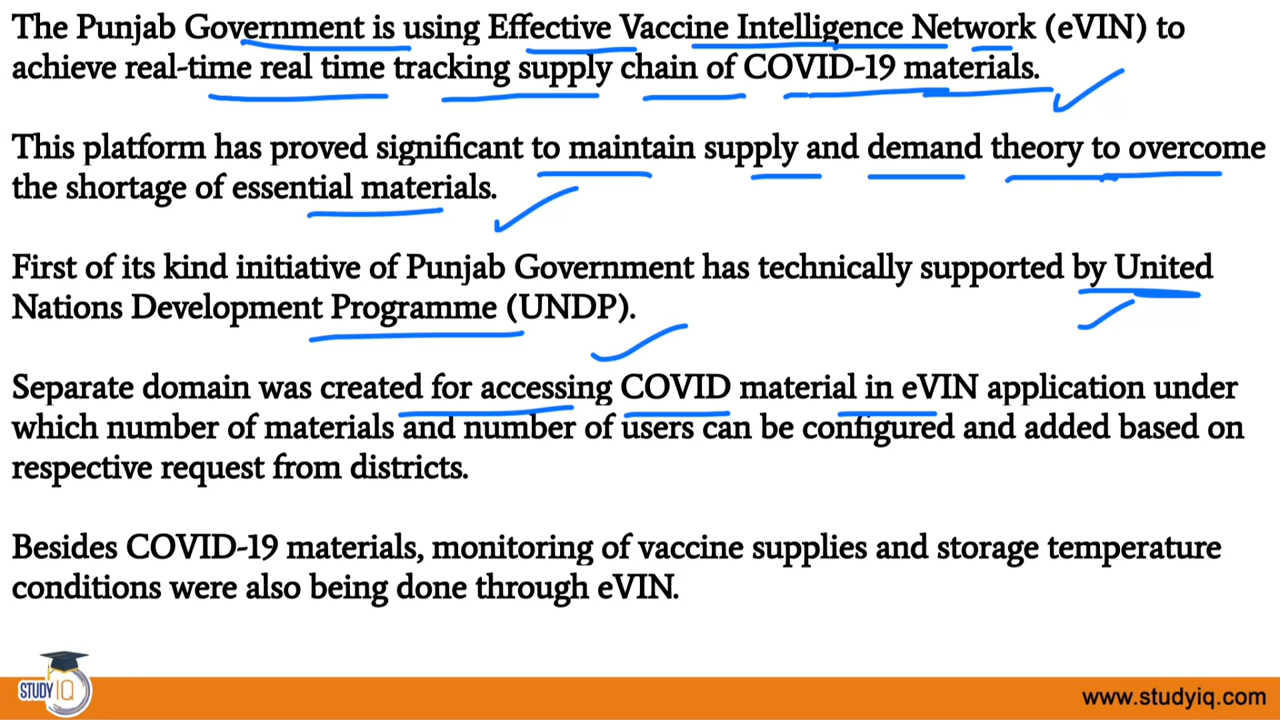 The Punjab Government is using Effective Vaccine Intelligence Network (eVIN) to
achieve real-time real time tracking supply chain of COVID-19 materials.
This platform has proved significant to maintain supply and demand theory to overcome
the shortage of essential materials.
First of its kind initiative of Punjab Government has technically supported by United
Nations Development Programme (UNDP).
Separate domain was created for accessing COVID material in eVIN application under
which number of materials and number of users can be configured and added based on
respective request from districts.
Besides COVID-19 materials, monitoring of vaccine supplies and storage temperature
conditions were also being done through eVIN.
STUDY IQ
www.studyiq.com